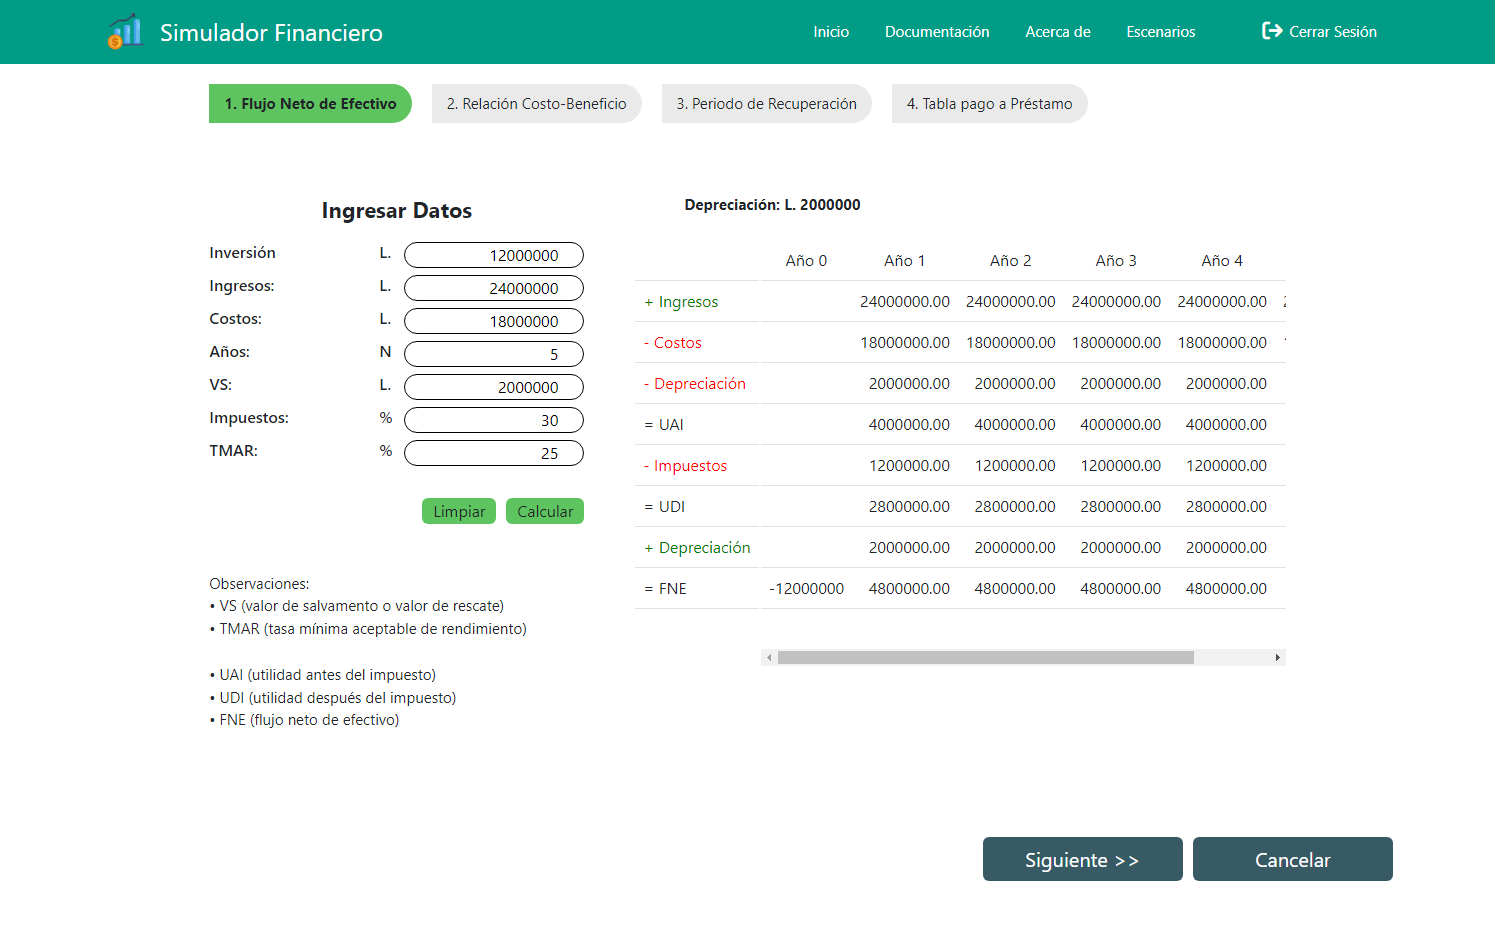 Simulador Financiero
Inicio Documentación Acerca de Escenarios Cerrar Sesión
1. Flujo Neto de Efectivo 2. Relación Costo-Beneficio 3. Periodo de Recuperación 4. Tabla pago a Préstamo
Ingresar Datos
Inversión L. 12000000
Ingresos: L. 24000000
Costos: L. 18000000
Años: N 5
VS: L. 2000000
Impuestos: % 30
TMAR: % 25
Limpiar Calcular
Observaciones:
• VS (valor de salvamento o valor de rescate)
• TMAR (tasa mínima aceptable de rendimiento)
• UAI (utilidad antes del impuesto)
• UDI (utilidad después del impuesto)
• FNE (flujo neto de efectivo)
Depreciación: L. 2000000
Año 0 Año 1 Año 2 Año 3 Año 4
+ Ingresos 24000000.00 24000000.00 24000000.00 24000000.00
- Costos 18000000.00 18000000.00 18000000.00 18000000.00
- Depreciación 2000000.00 2000000.00 2000000.00 2000000.00
= UAI 4000000.00 4000000.00 4000000.00 4000000.00
- Impuestos 1200000.00 1200000.00 1200000.00 1200000.00
= UDI 2800000.00 2800000.00 2800000.00 2800000.00
+ Depreciación 2000000.00 2000000.00 2000000.00 2000000.00
= FNE -12000000 4800000.00 4800000.00 4800000.00 4800000.00
Siguiente >> Cancelar